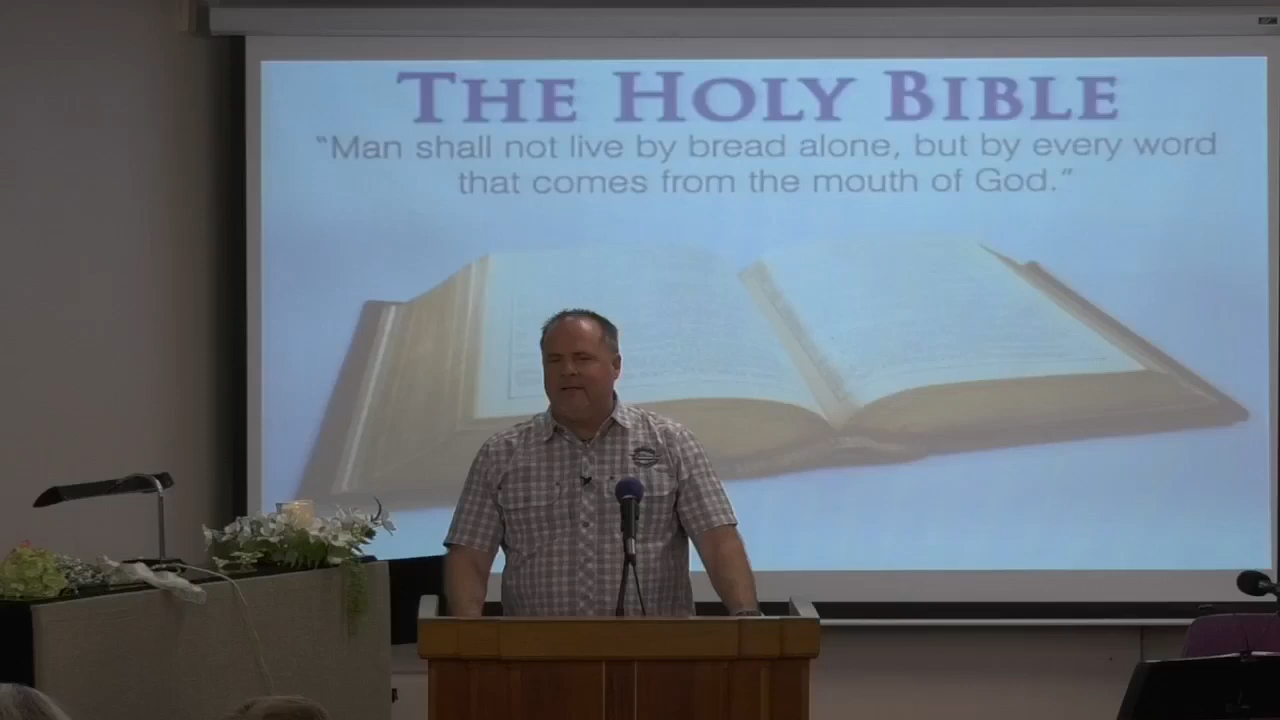 THE HOLY BIBLE
“Man shall not live by bread alone, but by every word
that comes from the mouth of God.”